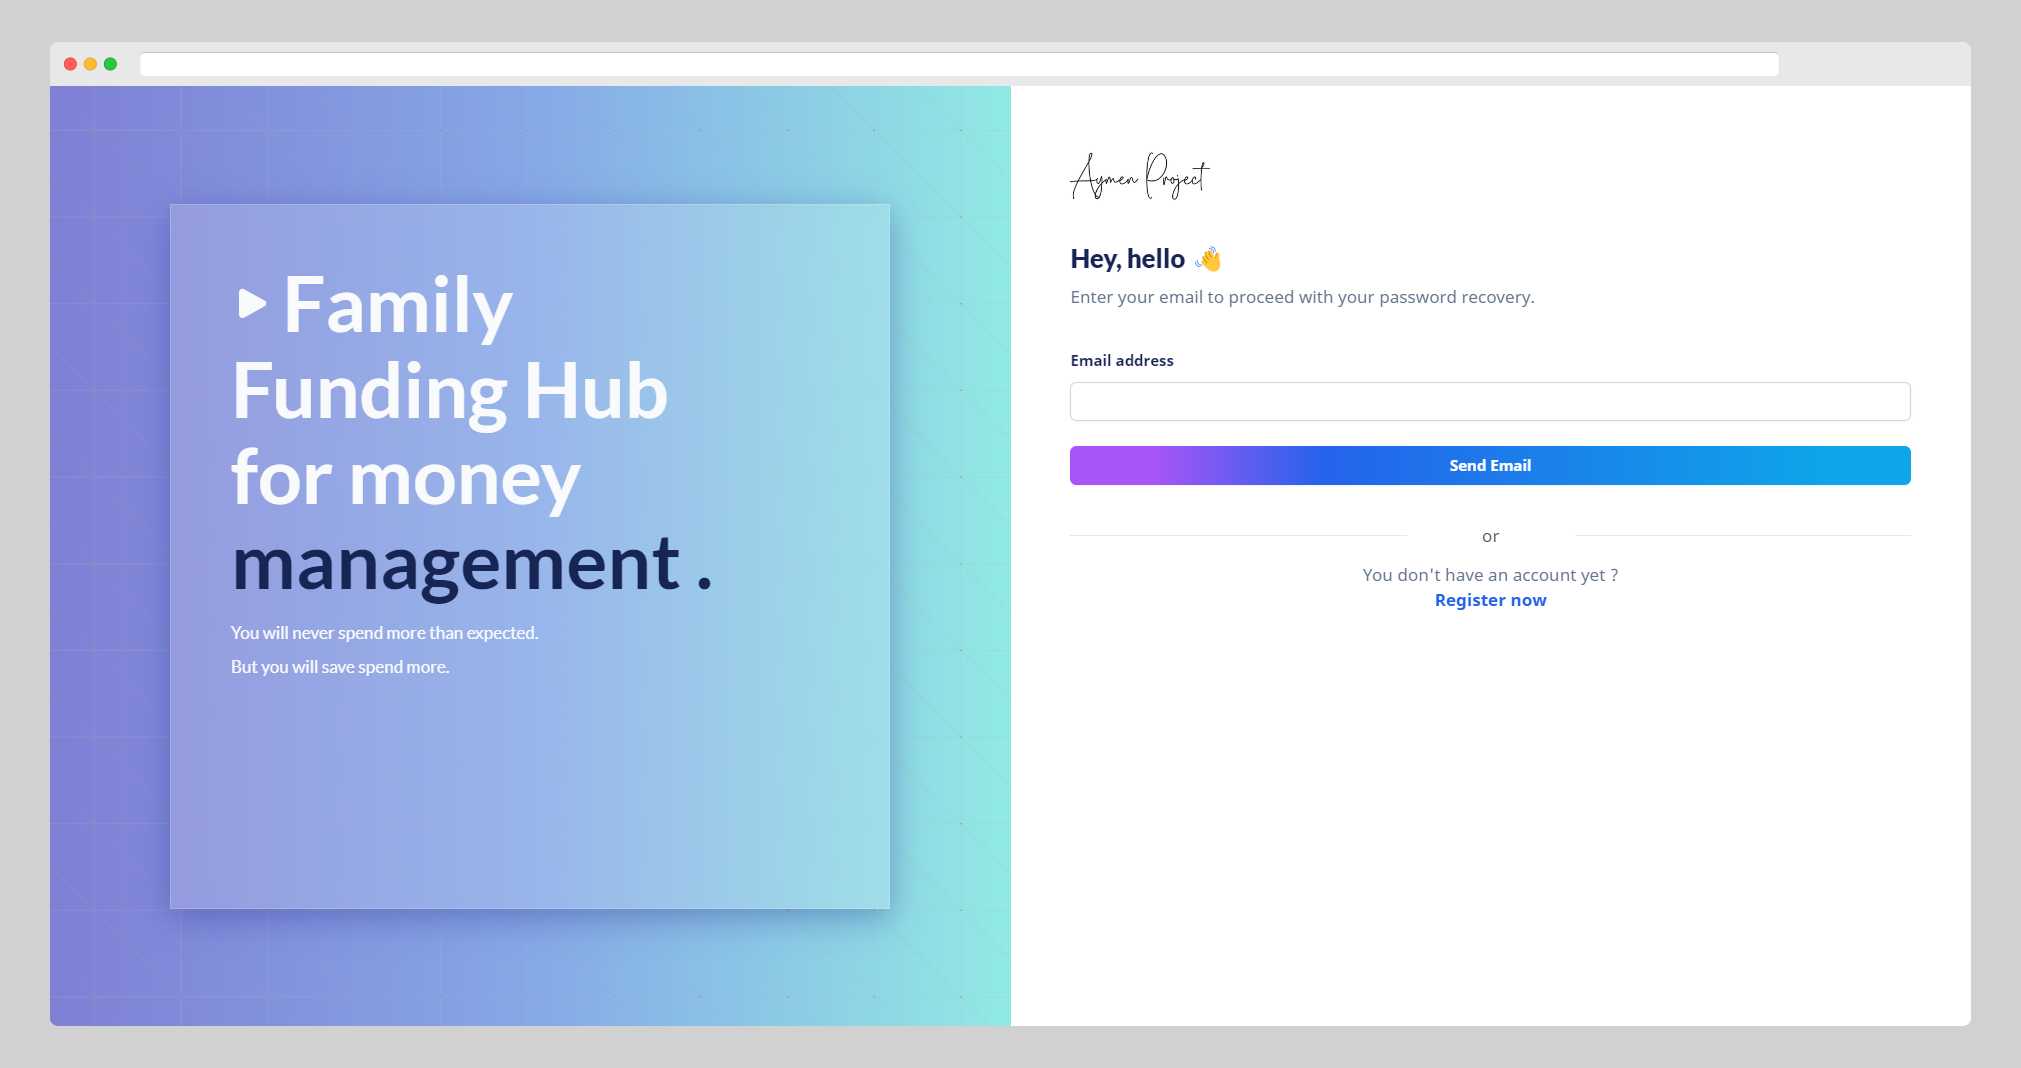 Family
Funding Hub
for money
management .
You will never spend more than expected.
But you will save spend more.
Aymen Project
Hey, hello 👋
Enter your email to proceed with your password recovery.
Email address
Send Email
or
You don't have an account yet ?
Register now